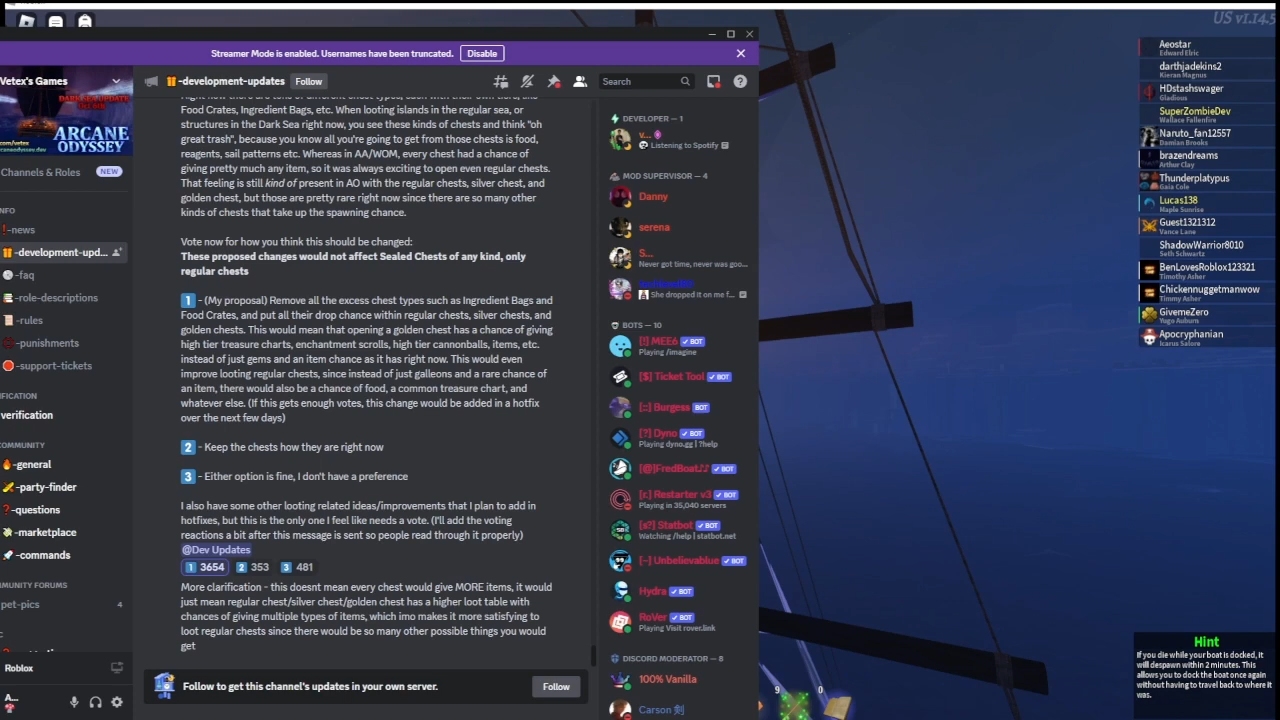 US v1.14.5
Streamer Mode is enabled. Usernames have been truncated.
Disable
Vetex's Games
ARCANE
ODYSSEY
Channels & Roles
NEW
NFO
-news
-development-upd...
-faq
-role-descriptions
-rules
-punishments
-support-tickets
IFICATION
verification
COMMUNITY
-general
-party-finder
-questions
-marketplace
-commands
MMUNITY FORUMS
pet-pics
4
Roblox
A...
-development-updates
Follow
Search
Food Crates, Ingredient Bags, etc. When looting islands in the regular sea, or
structures in the Dark Sea right now, you see these kinds of chests and think "oh
great trash", because you know all you're going to get from those chests is food,
reagents, sail patterns etc. Whereas in AA/WOM, every chest had a chance of
giving pretty much any item, so it was always exciting to open even regular chests.
That feeling is still kind of present in AO with the regular chests, silver chest, and
golden chest, but those are pretty rare right now since there are so many other
kinds of chests that take up the spawning chance.
Vote now for how you think this should be changed:
These proposed changes would not affect Sealed Chests of any kind, only
regular chests
1 - (My proposal) Remove all the excess chest types such as Ingredient Bags and
Food Crates, and put all their drop chance within regular chests, silver chests, and
golden chests. This would mean that opening a golden chest has a chance of giving
high tier treasure charts, enchantment scrolls, high tier cannonballs, items, etc.
instead of just gems and an item chance as it has right now. This would even
improve looting regular chests, since instead of just galleons and a rare chance of
an item, there would also be a chance of food, a common treasure chart, and
whatever else. (If this gets enough votes, this change would be added in a hotfix
over the next few days)
2 - Keep the chests how they are right now
3 - Either option is fine, I don't have a preference
I also have some other looting related ideas/improvements that I plan to add in
hotfixes, but this is the only one I feel like needs a vote. (I'll add the voting
reactions a bit after this message is sent so people read through it properly)
@Dev Updates
1 3654 2 353 3 481
More clarification - this doesnt mean every chest would give MORE items, it would
just mean regular chest/silver chest/golden chest has a higher loot table with
chances of giving multiple types of items, which imo makes it more satisfying to
loot regular chests since there would be so many other possible things you would
get
Follow to get this channel's updates in your own server.
Follow
DEVELOPER — 1
v...
Listening to Spotify
MOD SUPERVISOR — 4
Danny
serena
S...
Never got time, never was goo...
She dropped it on me f...
BOTS — 10
[!] MEE6 BOT
Playing /imagine
[$] Ticket Tool BOT
[::] Burgess BOT
[?] Dyno BOT
Playing dyno.gg | ?help
[@]FredBoat♪♪ BOT
[r.] Restarter v3 BOT
Playing in 35,040 servers
[s?] Statbot BOT
Watching /help | statbot.net
[~] Unbelievablue BOT
Hydra BOT
RoVer BOT
Playing Visit rover.link
DISCORD MODERATOR — 8
100% Vanilla
Carson 剣
Aeostar
Edward Elric
darthjadekins2
Kieran Magnus
HDstashswager
Gladious
SuperZombieDev
Wallace Fellenfire
Naruto_fan12557
Damian Brooks
brazendreams
Arthur Clay
Thunderplatypus
Gaia Cole
Lucas138
Maple Sunrise
Guest1321312
Vance Lane
ShadowWarrior8010
Seth Schwartz
BenLovesRoblox123321
Timothy Asher
Chickennuggetmanwow
Timmy Asher
GivemeZero
Yugo Auburn
Apocryphanian
Icarus Salore
9
0
Hint
If you die while your boat is docked, it
will despawn within 2 minutes. This
allows you to dock the boat once again
without having to travel back to where it
was.